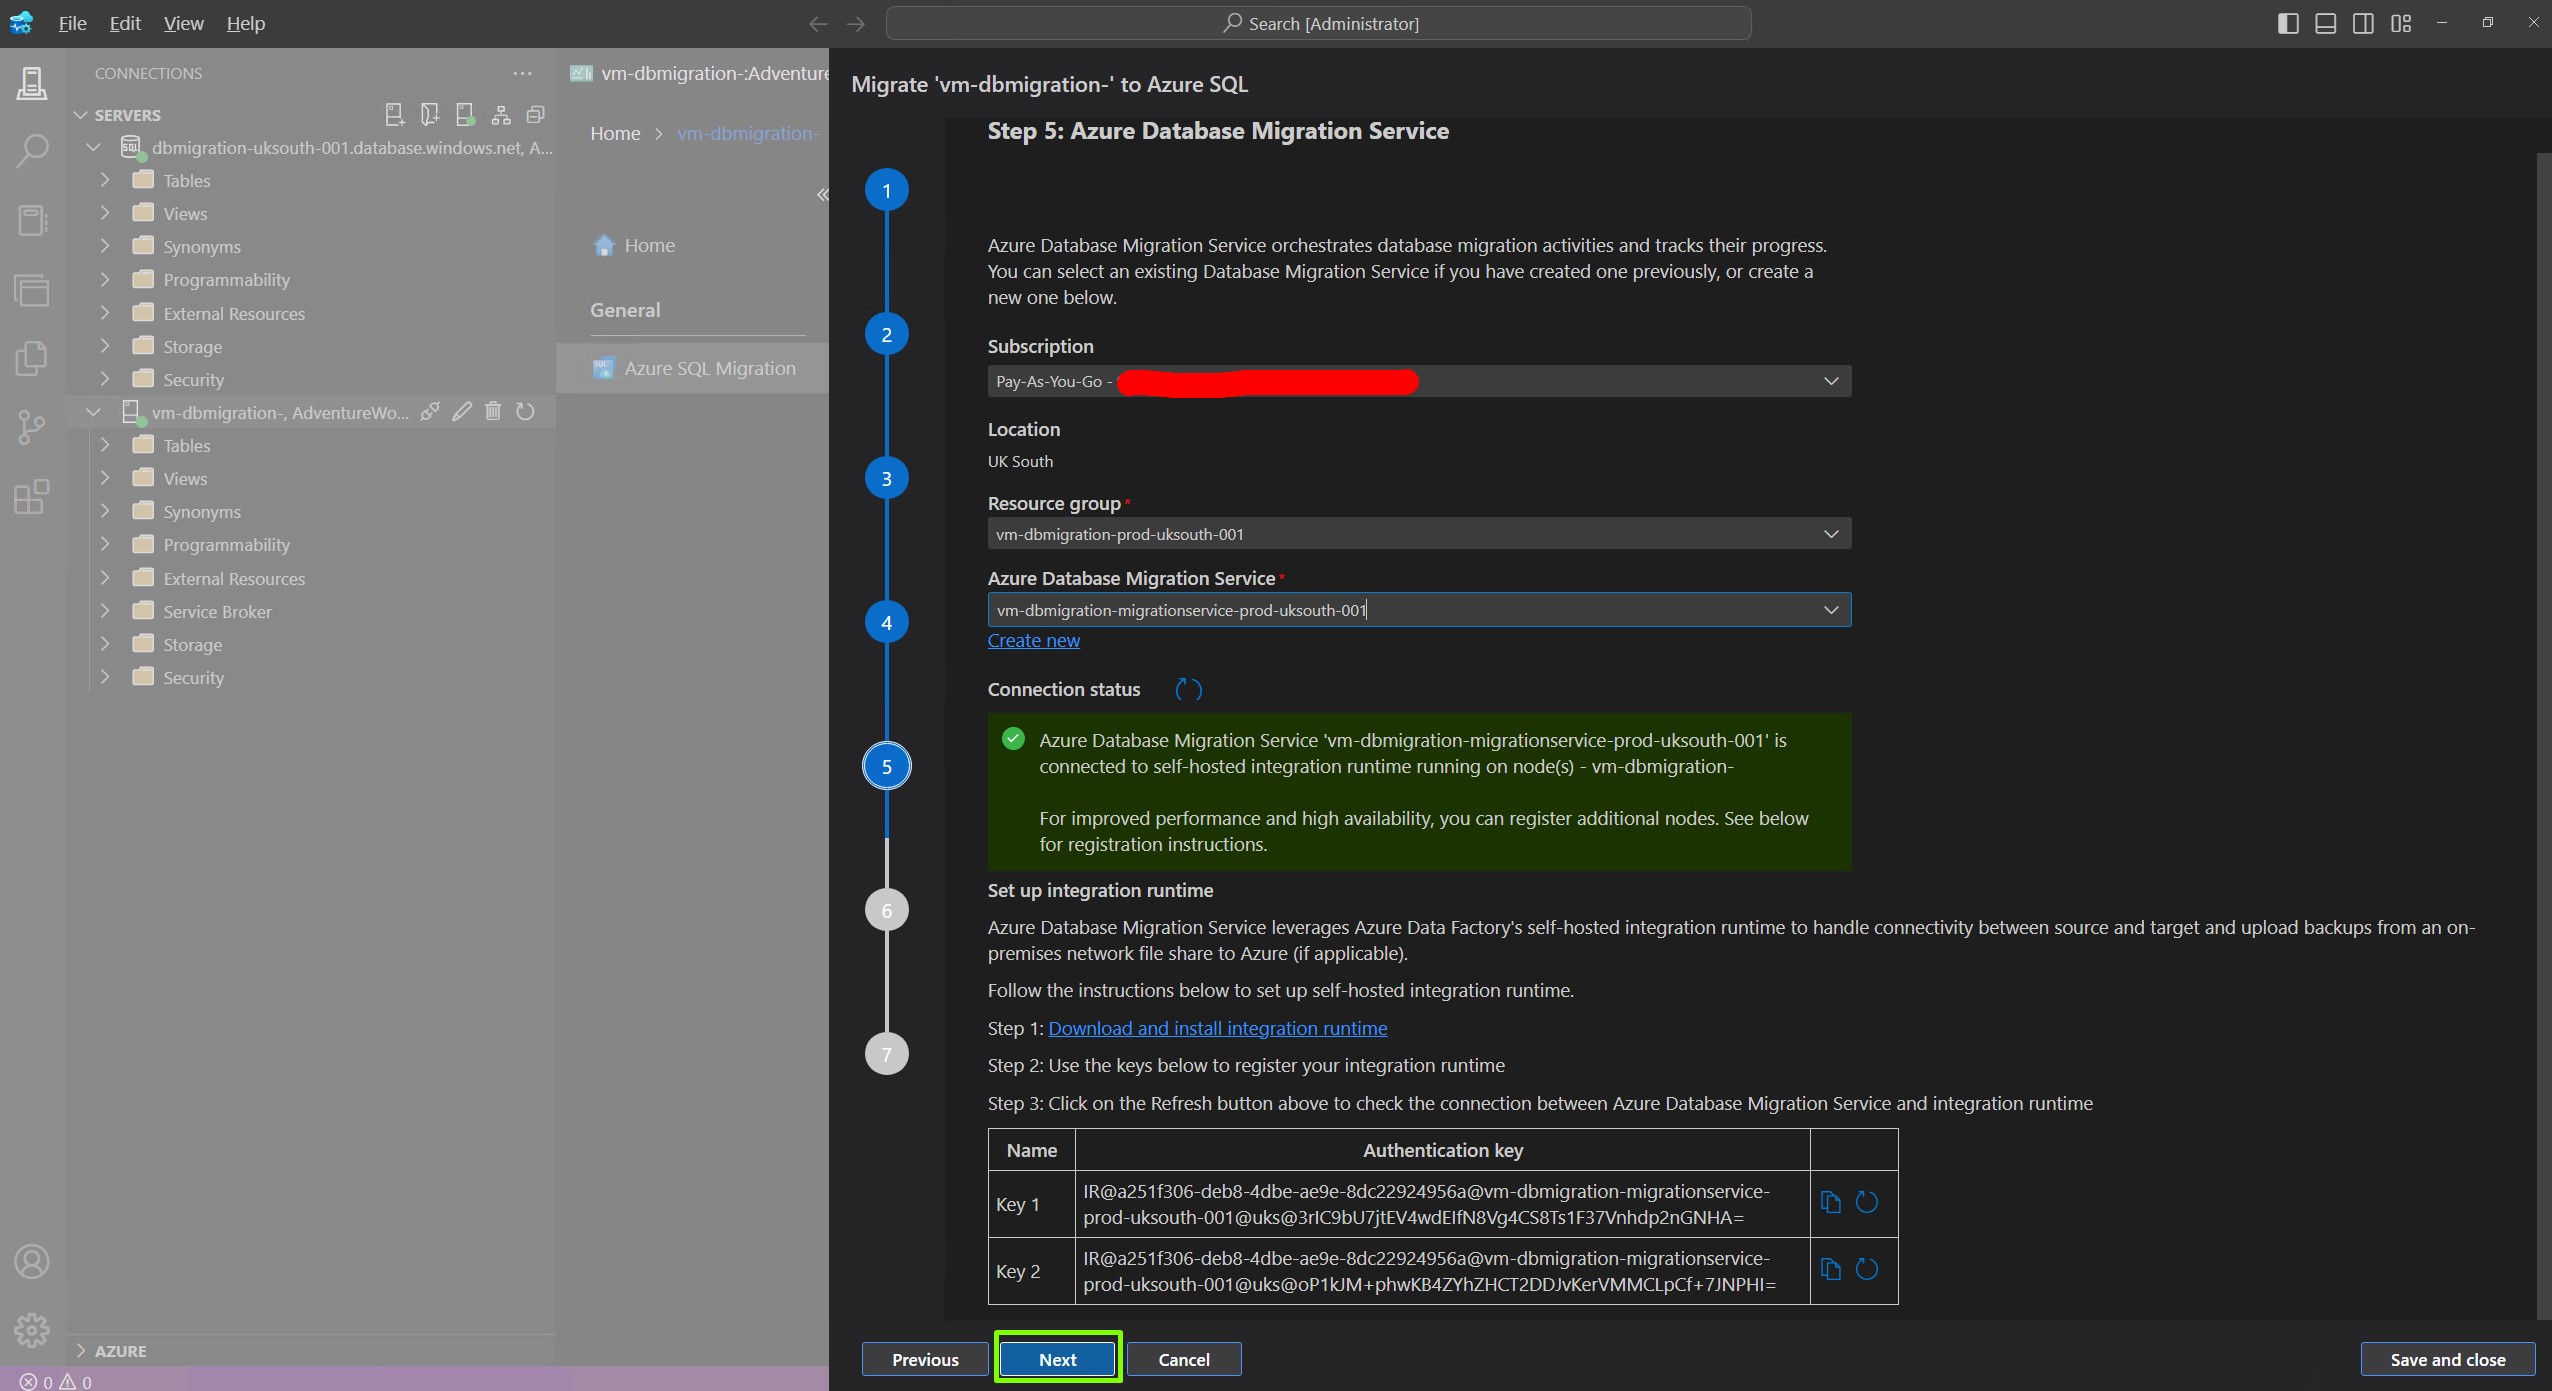 File Edit View Help
Search [Administrator]
CONNECTIONS
SERVERS
dbmigration-uksouth-001.database.windows.net, A...
Tables
Views
Synonyms
Programmability
External Resources
Storage
Security
vm-dbmigration-, AdventureWo...
Tables
Views
Synonyms
Programmability
External Resources
Service Broker
Storage
Security
AZURE
0 0
vm-dbmigration-:Adventure
Home > vm-dbmigration-
Home
General
Azure SQL Migration
Migrate 'vm-dbmigration-' to Azure SQL
1
2
3
4
5
6
7
Step 5: Azure Database Migration Service
Azure Database Migration Service orchestrates database migration activities and tracks their progress.
You can select an existing Database Migration Service if you have created one previously, or create a
new one below.
Subscription
Pay-As-You-Go -
Location
UK South
Resource group *
vm-dbmigration-prod-uksouth-001
Azure Database Migration Service *
vm-dbmigration-migrationservice-prod-uksouth-001
Create new
Connection status
Azure Database Migration Service 'vm-dbmigration-migrationservice-prod-uksouth-001' is
connected to self-hosted integration runtime running on node(s) - vm-dbmigration-
For improved performance and high availability, you can register additional nodes. See below
for registration instructions.
Set up integration runtime
Azure Database Migration Service leverages Azure Data Factory's self-hosted integration runtime to handle connectivity between source and target and upload backups from an on-
premises network file share to Azure (if applicable).
Follow the instructions below to set up self-hosted integration runtime.
Step 1: Download and install integration runtime
Step 2: Use the keys below to register your integration runtime
Step 3: Click on the Refresh button above to check the connection between Azure Database Migration Service and integration runtime
Name Authentication key
Key 1
IR@a251f306-deb8-4dbe-ae9e-8dc22924956a@vm-dbmigration-migrationservice-
prod-uksouth-001@uks@3rIC9bU7jtEV4wdEIfN8Vg4CS8Ts1F37Vnhdp2nGNHA=
Key 2
IR@a251f306-deb8-4dbe-ae9e-8dc22924956a@vm-dbmigration-migrationservice-
prod-uksouth-001@uks@oP1kJM+phwKB4ZYhZHCT2DDJvKerVMMCLpCf+7JNPHI=
Previous Next Cancel Save and close